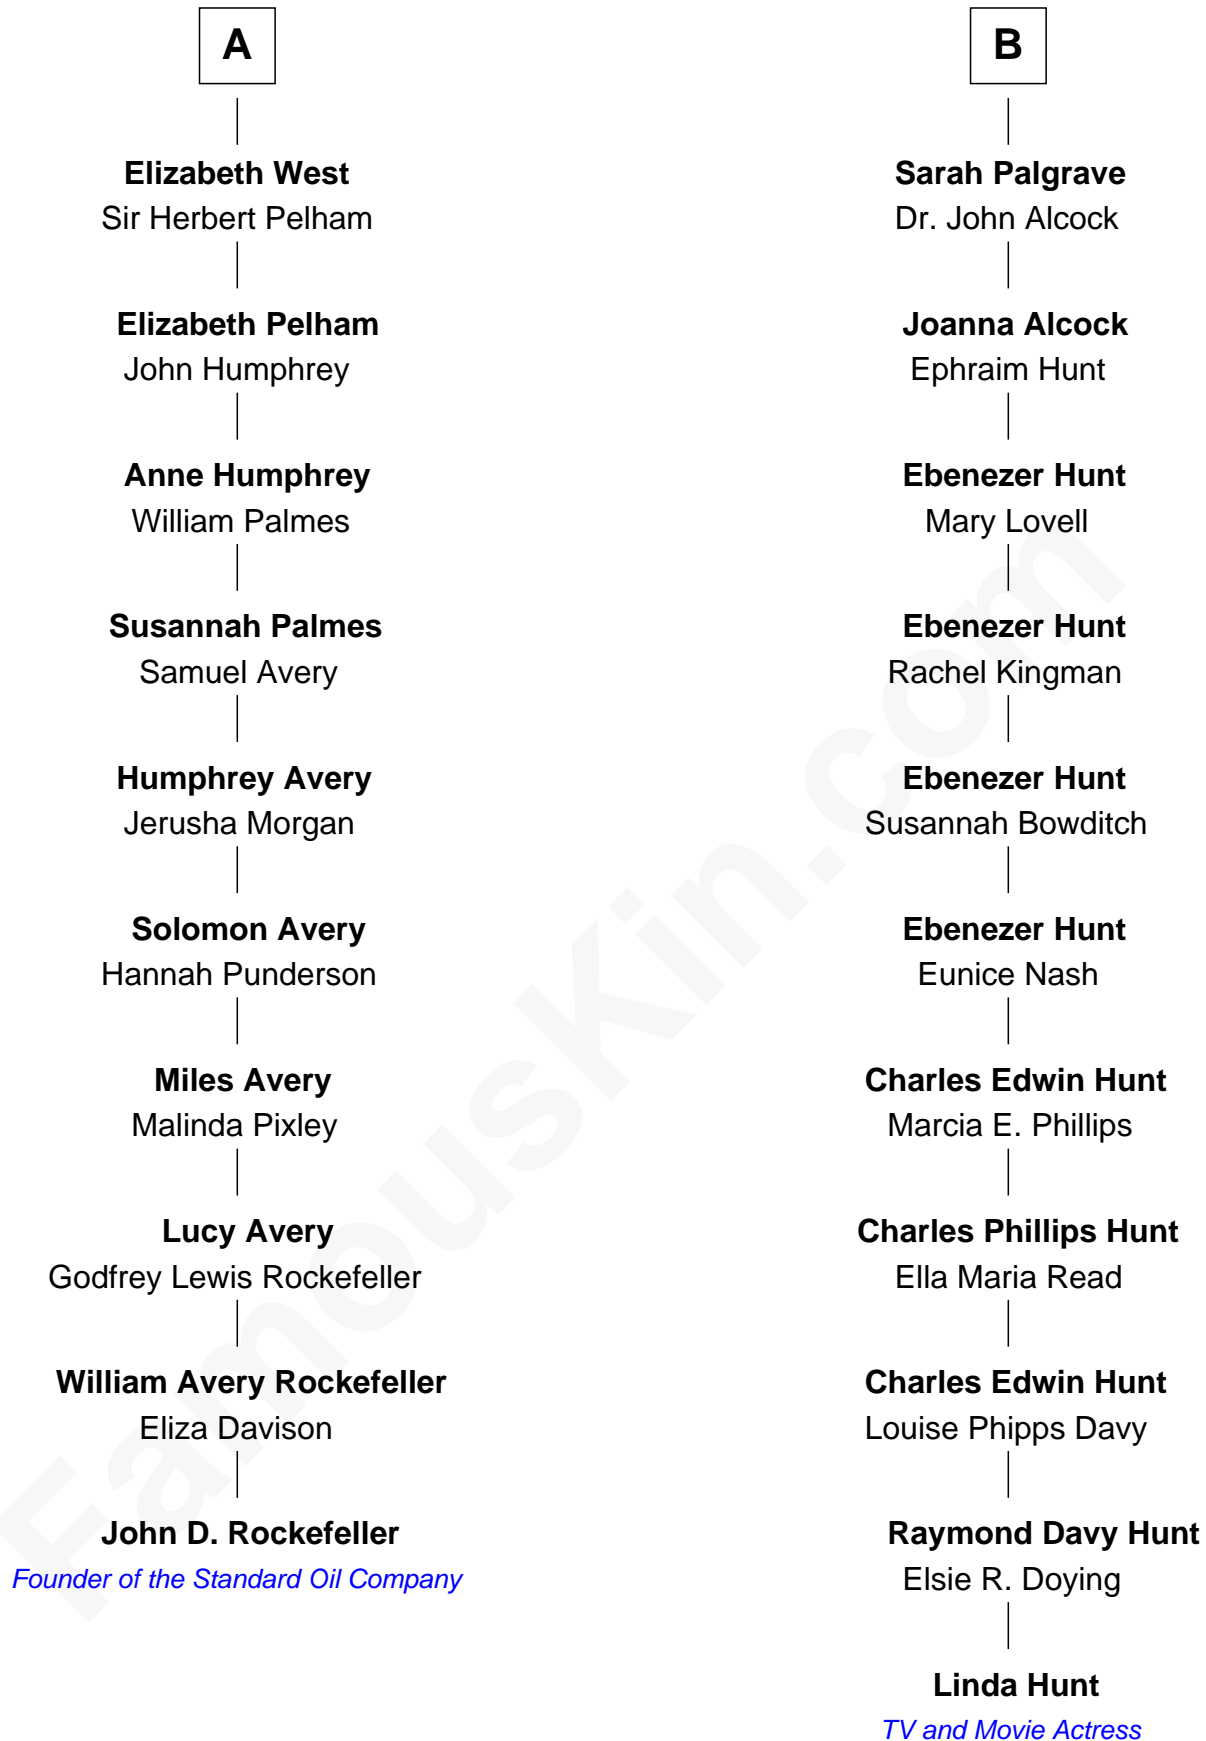 A
Elizabeth West
Sir Herbert Pelham
Elizabeth Pelham
John Humphrey
Anne Humphrey
William Palmes
Susannah Palmes
Samuel Avery
Humphrey Avery
Jerusha Morgan
Solomon Avery
Hannah Punderson
Miles Avery
Malinda Pixley
Lucy Avery
Godfrey Lewis Rockefeller
William Avery Rockefeller
Eliza Davison
John D. Rockefeller
Founder of the Standard Oil Company
B
Sarah Palgrave
Dr. John Alcock
Joanna Alcock
Ephraim Hunt
Ebenezer Hunt
Mary Lovell
Ebenezer Hunt
Rachel Kingman
Ebenezer Hunt
Susannah Bowditch
Ebenezer Hunt
Eunice Nash
Charles Edwin Hunt
Marcia E. Phillips
Charles Phillips Hunt
Ella Maria Read
Charles Edwin Hunt
Louise Phipps Davy
Raymond Davy Hunt
Elsie R. Doying
Linda Hunt
TV and Movie Actress
FamousKin.com